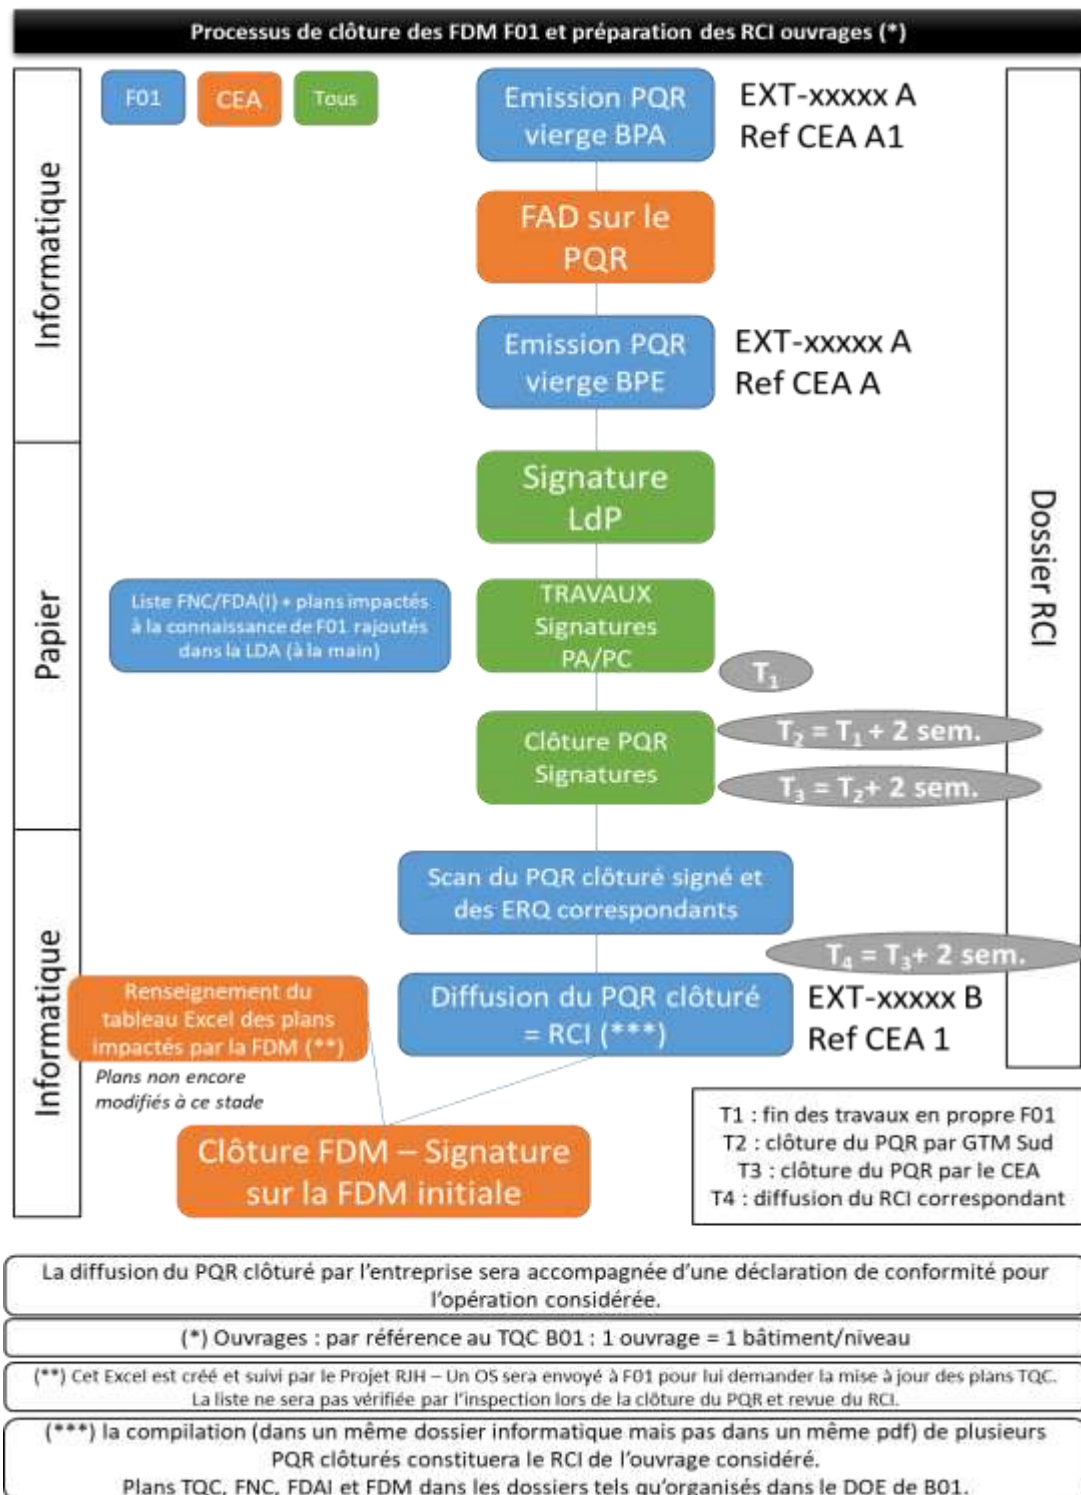 Processus de clôture des FDM F01 et préparation des RCI ouvrages (*)
F01
CEA
Tous
Informatique
Emission PQR
vierge BPA
EXT-xxxxx A
Ref CEA A1
FAD sur le
PQR
Emission PQR
vierge BPE
EXT-xxxxx A
Ref CEA A
Dossier RCI
Papier
Signature
LdP
Liste FNC/FDA(I) + plans impactés
à la connaissance de F01 rajoutés
dans la LDA (à la main)
TRAVAUX
Signatures
PA/PC
T1
Clôture PQR
Signatures
T2 = T1 + 2 sem.
T3 = T2+ 2 sem.
Informatique
Scan du PQR clôturé signé et
des ERQ correspondants
T4 = T3+ 2 sem.
Renseignement du
tableau Excel des plans
impactés par la FDM (**)
Plans non encore
modifiés à ce stade
Diffusion du PQR clôturé
= RCI (***)
EXT-xxxxx B
Ref CEA 1
Clôture FDM – Signature
sur la FDM initiale
T1 : fin des travaux en propre F01
T2 : clôture du PQR par GTM Sud
T3 : clôture du PQR par le CEA
T4 : diffusion du RCI correspondant
La diffusion du PQR clôturé par l'entreprise sera accompagnée d'une déclaration de conformité pour
l'opération considérée.
(*) Ouvrages : par référence au TQC B01 : 1 ouvrage = 1 bâtiment/niveau
(**) Cet Excel est créé et suivi par le Projet RJH – Un OS sera envoyé à F01 pour lui demander la mise à jour des plans TQC.
La liste ne sera pas vérifiée par l'inspection lors de la clôture du PQR et revue du RCI.
(***) la compilation (dans un même dossier informatique mais pas dans un même pdf) de plusieurs
PQR clôturés constituera le RCI de l'ouvrage considéré.
Plans TQC, FNC, FDAI et FDM dans les dossiers tels qu'organisés dans le DOE de B01.